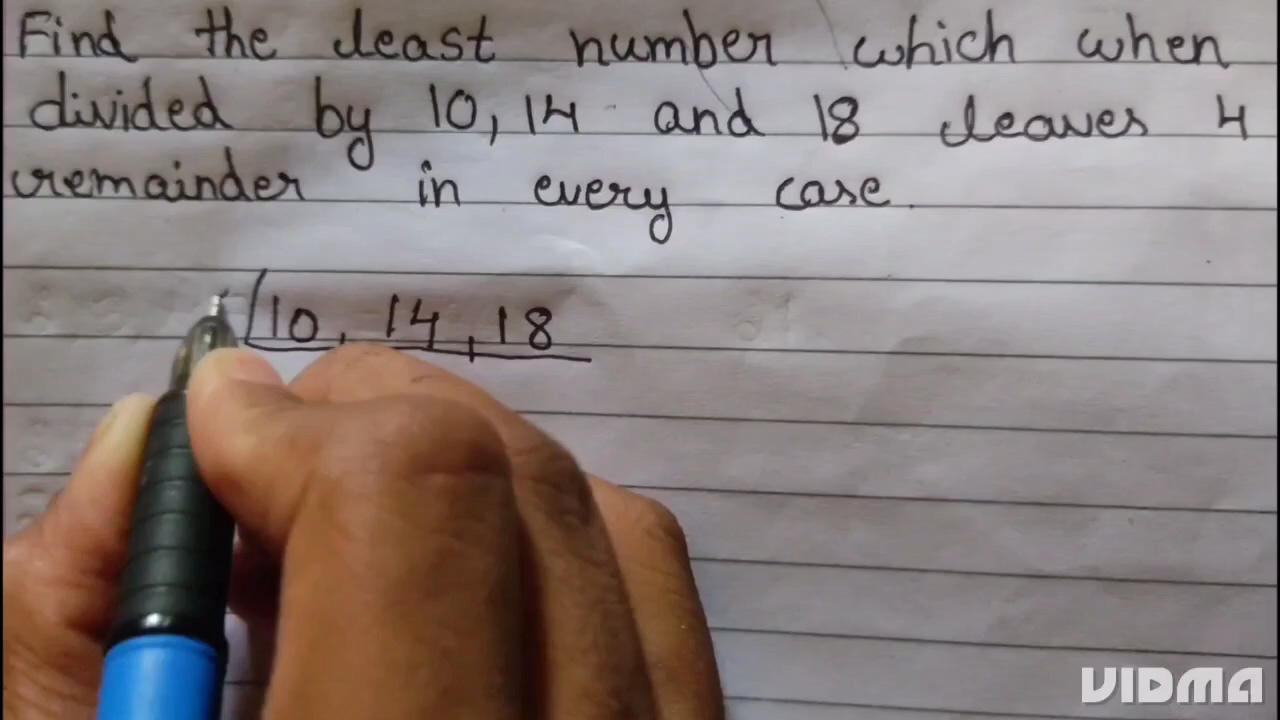 Find the least number which when
divided by 10, 14 and 18 leaves 4
remainder in every case.
10, 14, 18
VIDMA